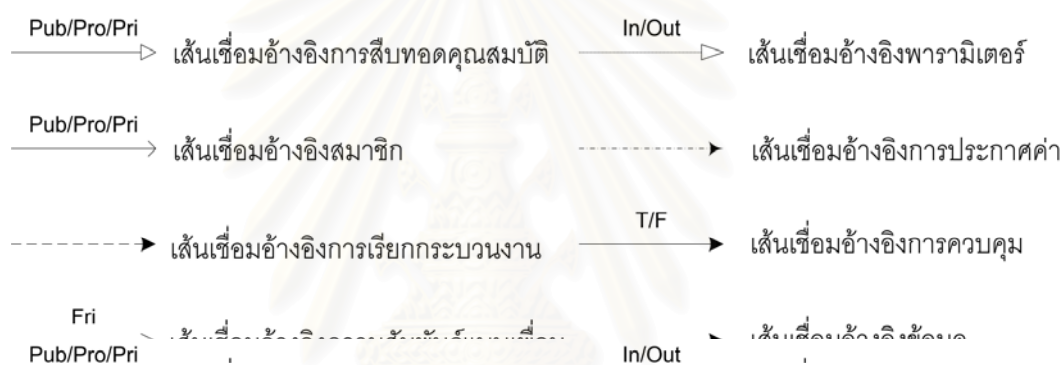 Pub/Pro/Pri In/Out
เส้นเชื่อมอ้างอิงการสืบทอดคุณสมบัติ เส้นเชื่อมอ้างอิงพารามิเตอร์
Pub/Pro/Pri
เส้นเชื่อมอ้างอิงสมาชิก เส้นเชื่อมอ้างอิงการประกาศค่า
T/F
เส้นเชื่อมอ้างอิงการเรียกกระบวนงาน เส้นเชื่อมอ้างอิงการควบคุม
Fri
Pub/Pro/Pri In/Out